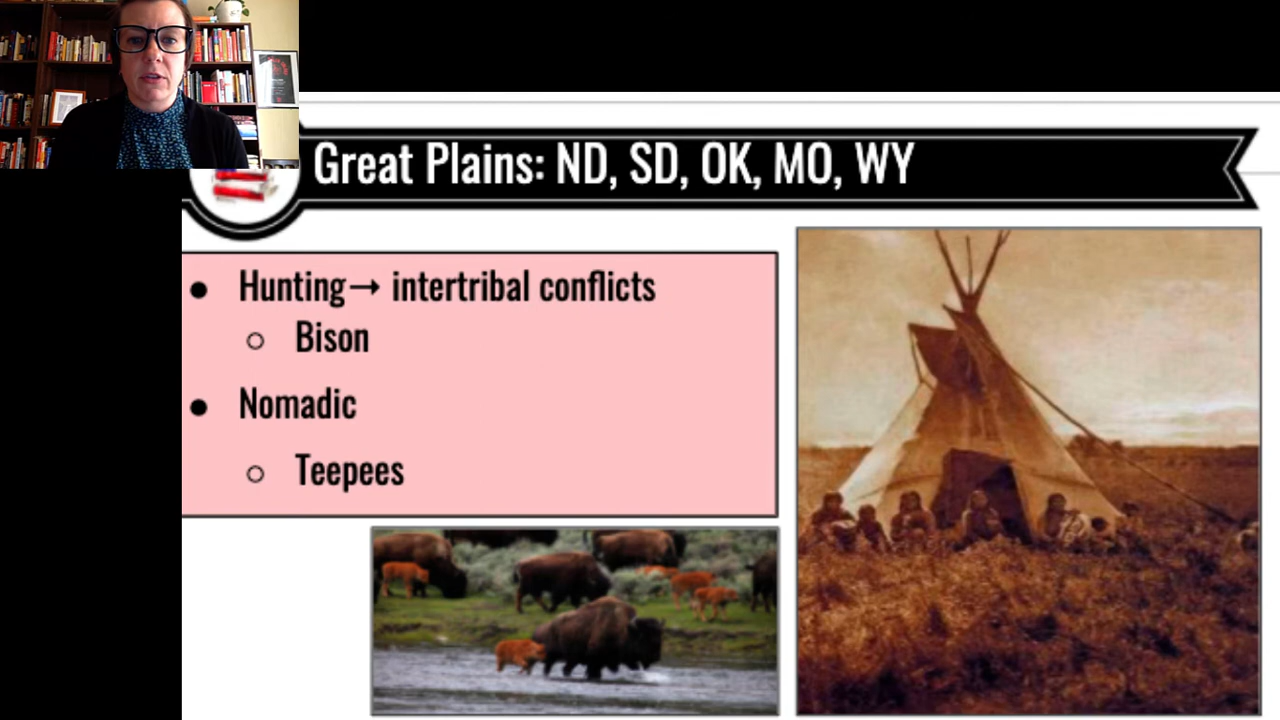 Great Plains: ND, SD, OK, MO, WY
● Hunting→ intertribal conflicts
○ Bison
● Nomadic
○ Teepees